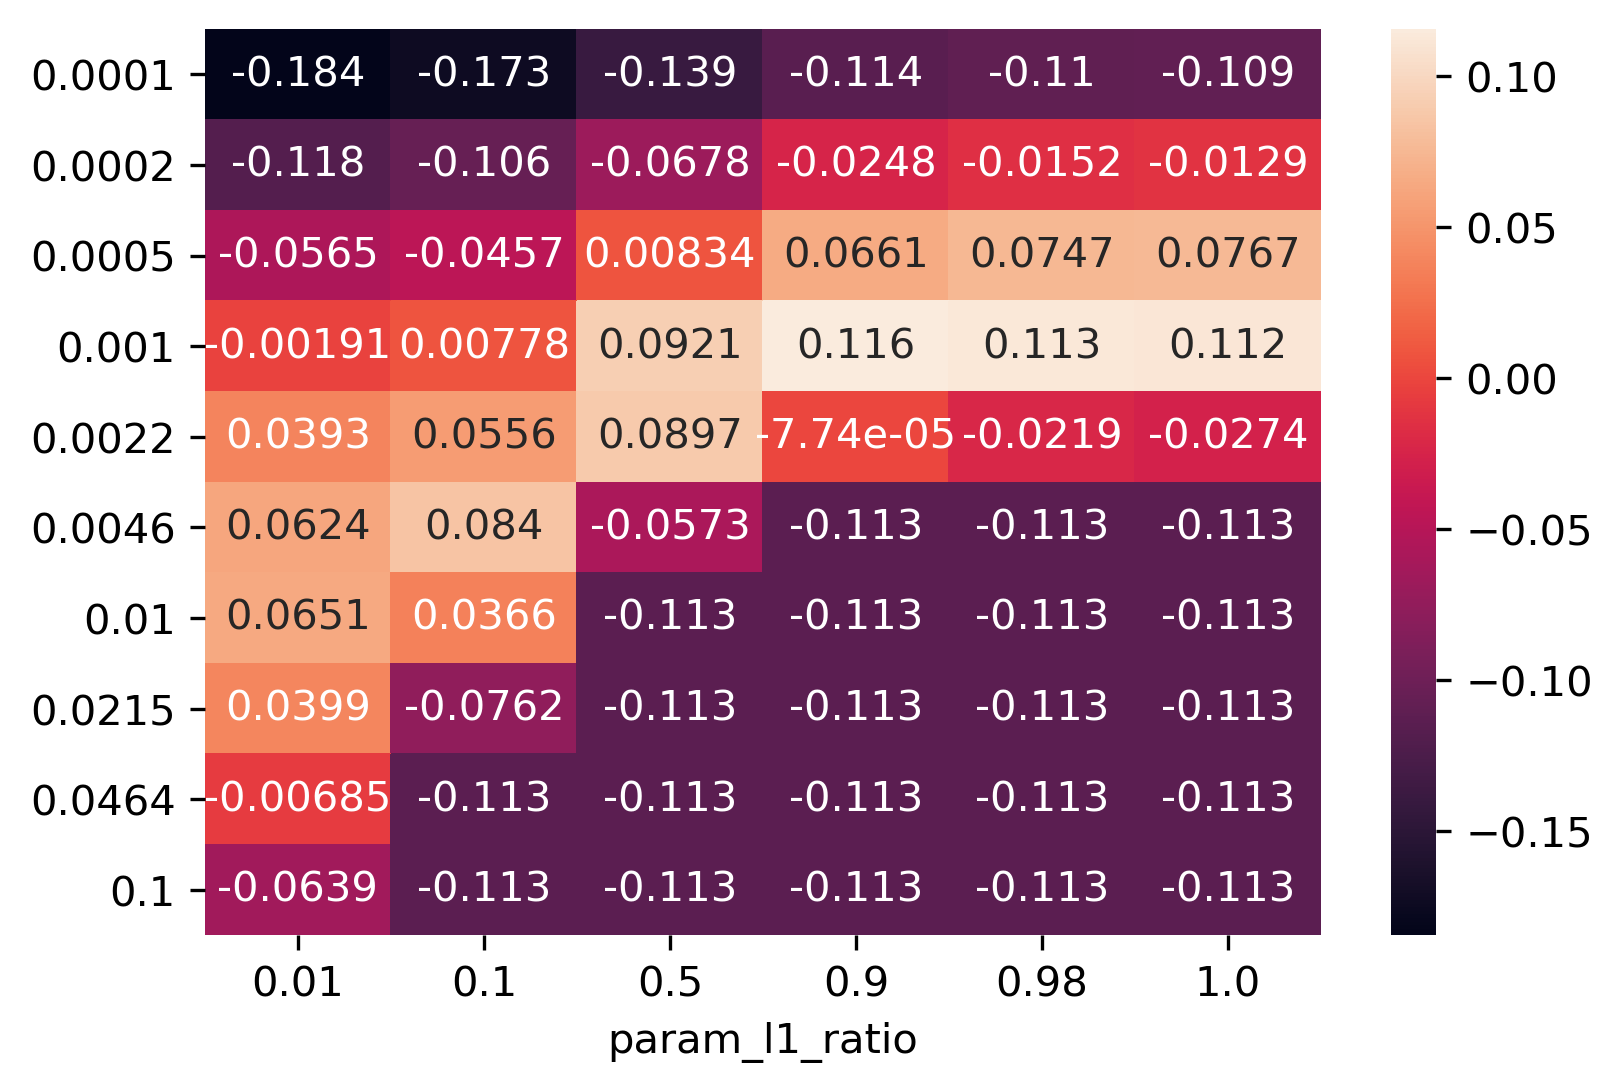 0.0001 -0.184 -0.173 -0.139 -0.114 -0.11 -0.109
0.0002 -0.118 -0.106 -0.0678 -0.0248 -0.0152 -0.0129
0.0005 -0.0565 -0.0457 0.00834 0.0661 0.0747 0.0767
0.001 -0.00191 0.00778 0.0921 0.116 0.113 0.112
0.0022 0.0393 0.0556 0.0897 -7.74e-05 -0.0219 -0.0274
0.0046 0.0624 0.084 -0.0573 -0.113 -0.113 -0.113
0.01 0.0651 0.0366 -0.113 -0.113 -0.113 -0.113
0.0215 0.0399 -0.0762 -0.113 -0.113 -0.113 -0.113
0.0464 -0.00685 -0.113 -0.113 -0.113 -0.113 -0.113
0.1 -0.0639 -0.113 -0.113 -0.113 -0.113 -0.113
0.01 0.1 0.5 0.9 0.98 1.0
param_l1_ratio
0.10
0.05
0.00
−0.05
−0.10
−0.15